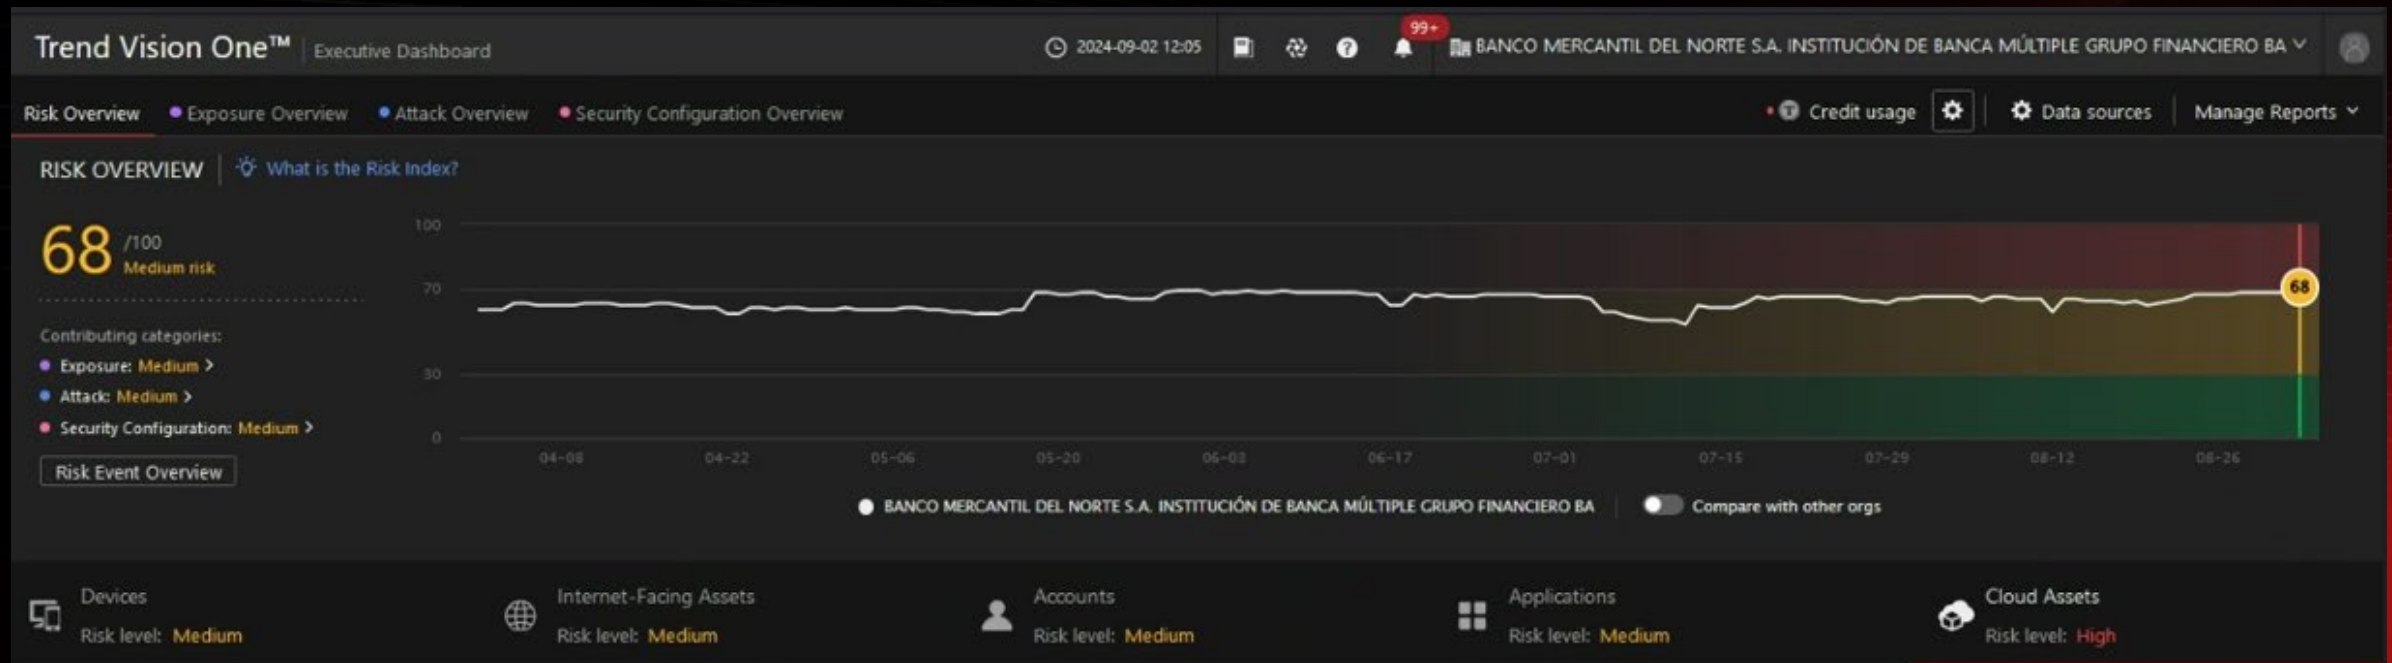 Trend Vision One™ | Executive Dashboard
2024-09-02 12:05
99+
BANCO MERCANTIL DEL NORTE S.A. INSTITUCIÓN DE BANCA MÚLTIPLE GRUPO FINANCIERO BA
Risk Overview
Exposure Overview
Attack Overview
Security Configuration Overview
Credit usage
Data sources
Manage Reports
RISK OVERVIEW
What is the Risk Index?
68 /100
Medium risk
Contributing categories:
Exposure: Medium >
Attack: Medium >
Security Configuration: Medium >
Risk Event Overview
100
70
30
0
68
04-08 04-22 05-06 05-20 06-03 06-17 07-01 07-15 07-29 08-12 08-26
BANCO MERCANTIL DEL NORTE S.A. INSTITUCIÓN DE BANCA MÚLTIPLE GRUPO FINANCIERO BA
Compare with other orgs
Devices
Risk level: Medium
Internet-Facing Assets
Risk level: Medium
Accounts
Risk level: Medium
Applications
Risk level: Medium
Cloud Assets
Risk level: High